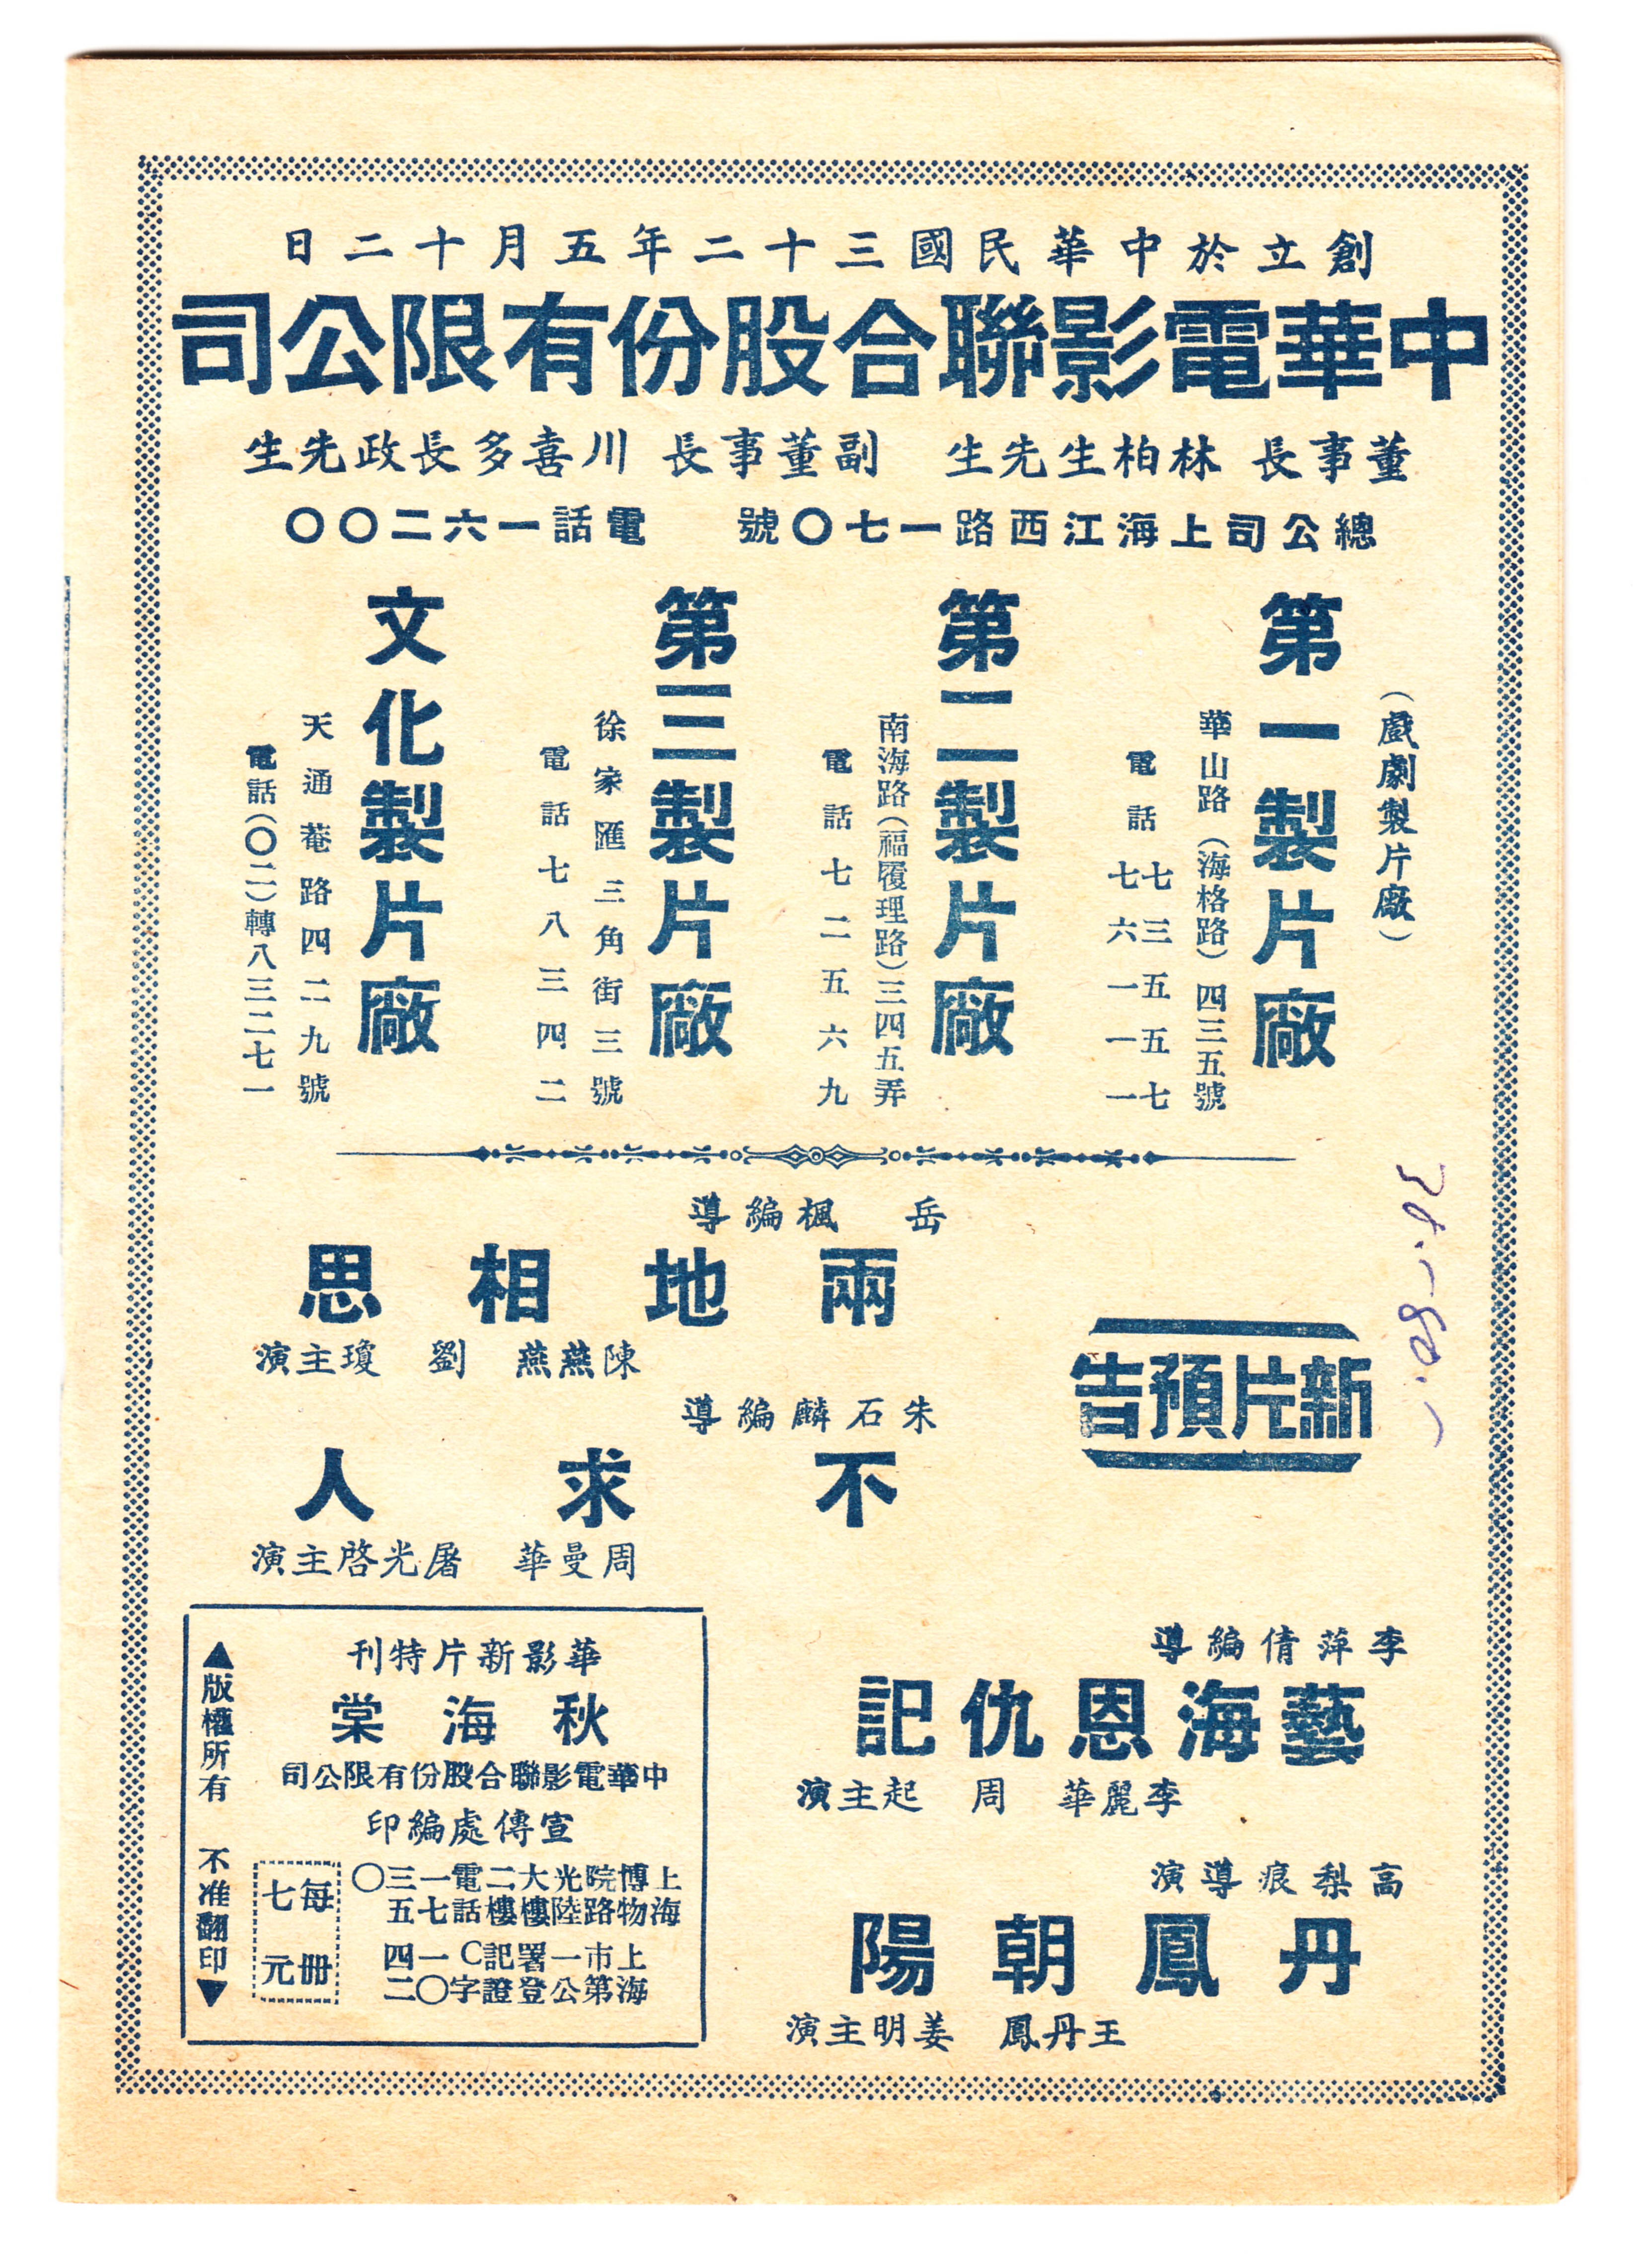 創立於中華民國三十二年五月十二日
中華電影聯合股份有限公司
董事長 林柏生先生 副董事長 川喜多長政先生
總公司上海江西路一七〇號 電話一六二〇〇
(戲劇製片廠)
第一製片廠
華山路(海格路)四三五號
電話 七三五五七
七六一一一
第二製片廠
南海路(福履理路)三四五弄
電話七二五六九
第三製片廠
徐家匯三角街三號
電話七八三四二
文化製片廠
天通菴路四二九號
電話(〇二)轉八三二七一
新片預告
岳楓編導
兩地相思
陳燕燕 劉瓊主演
朱石麟編導
不求人
周曼華 屠光啓主演
李萍倩編導
藝海恩仇記
李麗華 周起主演
高梨痕導演
丹鳳朝陽
王丹鳳 姜明主演
華影新片特刊
秋海棠
中華電影聯合股份有限公司
宣傳處編印
上海博物院路光陸大樓二樓電話一七三五〇
上海市第一公署登記證C字一〇四二
每冊
七元
▲版權所有 不准翻印▼